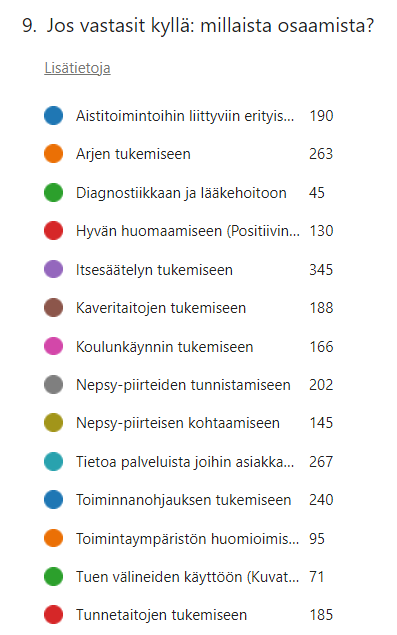 9. Jos vastasit kyllä: millaista osaamista?
Lisätietoja
Aistitoimintoihin liittyviin erityis... 190
Arjen tukemiseen 263
Diagnostiikkaan ja lääkehoitoon 45
Hyvän huomaamiseen (Positiivin... 130
Itsesäätelyn tukemiseen 345
Kaveritaitojen tukemiseen 188
Koulunkäynnin tukemiseen 166
Nepsy-piirteiden tunnistamiseen 202
Nepsy-piirteisen kohtaamiseen 145
Tietoa palveluista joihin asiakka... 267
Toiminnanohjauksen tukemiseen 240
Toimintaympäristön huomioimis... 95
Tuen välineiden käyttöön (Kuvat... 71
Tunnetaitojen tukemiseen 185